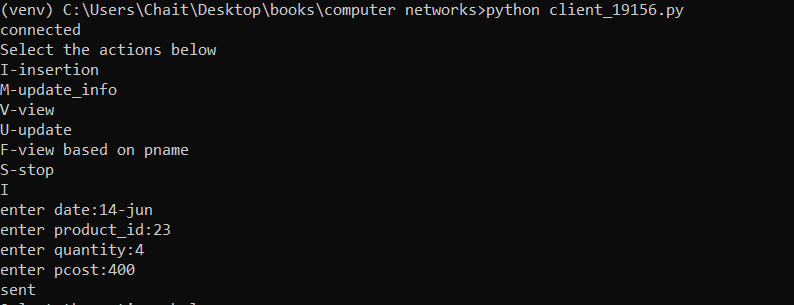 (venv) C:\Users\Chait\Desktop\books\computer networks>python client_19156.py
connected
Select the actions below
I-insertion
M-update_info
V-view
U-update
F-view based on pname
S-stop
I
enter date:14-jun
enter product_id:23
enter quantity:4
enter pcost:400
sent